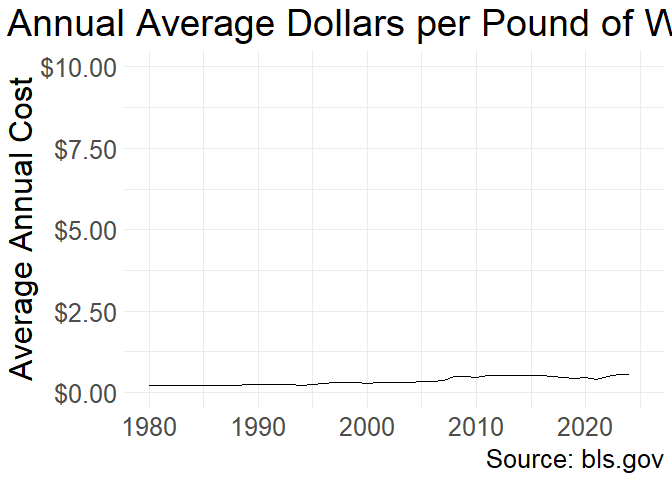 Annual Average Dollars per Pound of W
Average Annual Cost
$10.00
$7.50
$5.00
$2.50
$0.00
1980 1990 2000 2010 2020
Source: bls.gov